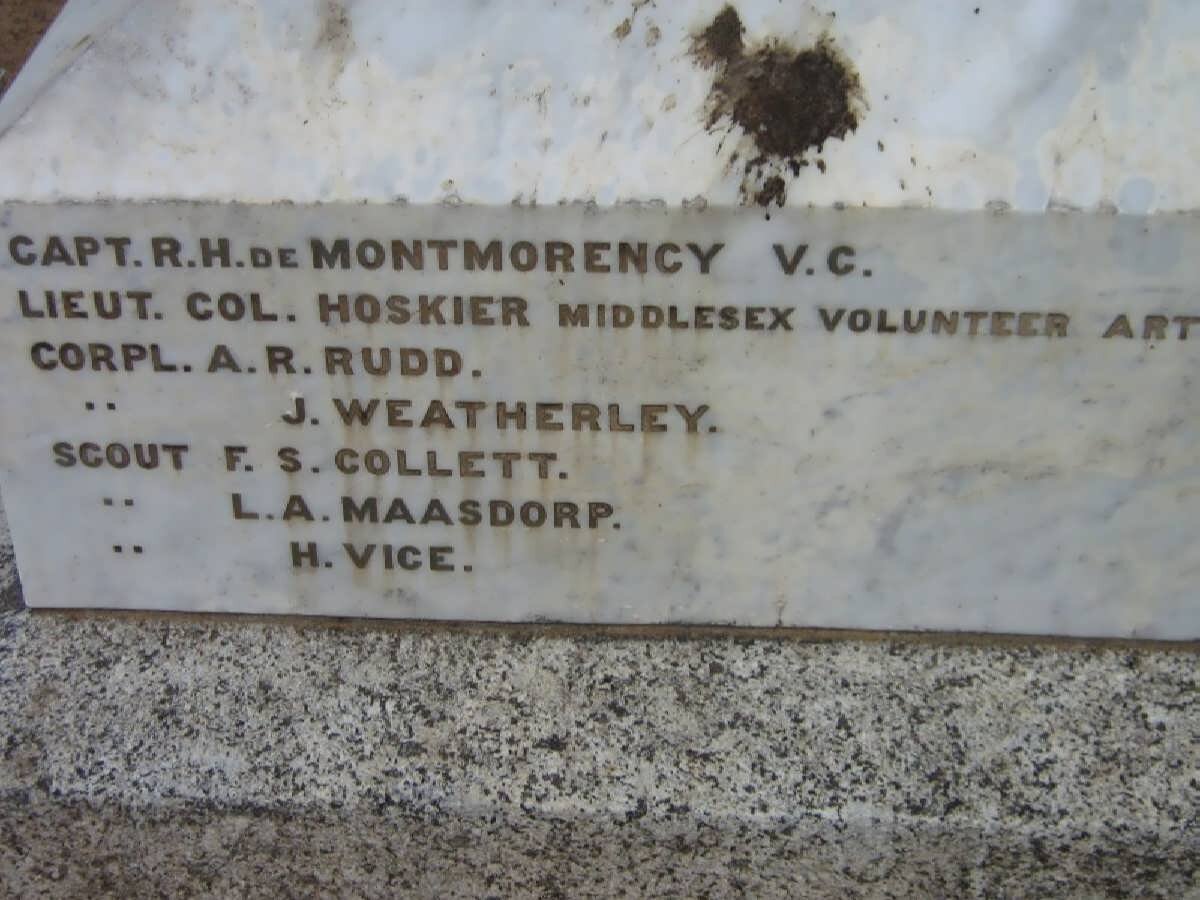 CAPT. R. H. DE MONTMORENCY V. C.
LIEUT. COL. HOSKIER MIDDLESEX VOLUNTEER ART
CORPL. A. R. RUDD.
" J. WEATHERLEY.
SCOUT F. S. COLLETT.
" L. A. MAASDORP.
" H. VICE.